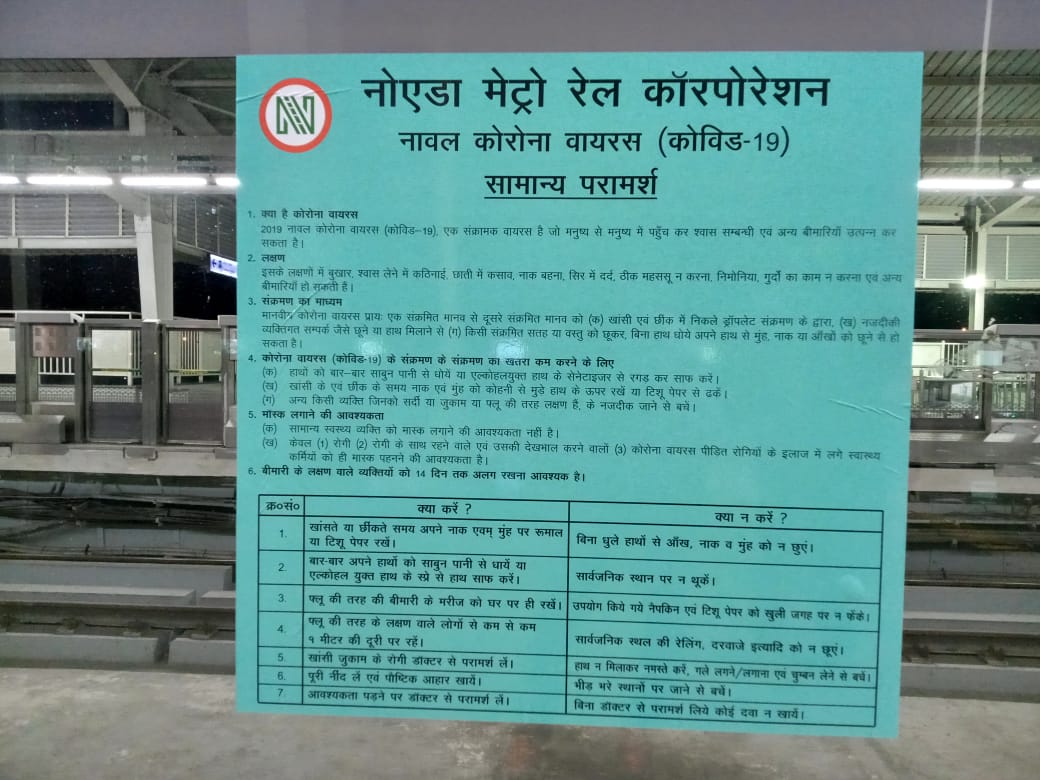 नोएडा मेट्रो रेल कॉरपोरेशन
नावल कोरोना वायरस (कोविड-19)
सामान्य परामर्श
1. क्या है कोरोना वायरस
2019 नावल कोरोना वायरस (कोविड–19), एक संक्रामक वायरस है जो मनुष्य से मनुष्य में पहुँच कर श्वास सम्बन्धी एवं अन्य बीमारियाँ उत्पन्न कर
सकता है।
2. लक्षण
इसके लक्षणों में बुखार, श्वास लेने में कठिनाई, छाती में कसाव, नाक बहना, सिर में दर्द, ठीक महससू न करना, निमोनिया, गुर्दो का काम न करना एवं अन्य
बीमारियाँ हो सकती हैं।
3. संक्रमण का माध्यम
मानवीय कोरोना वायरस प्रायः एक संक्रमित मानव से दूसरे संक्रमित मानव को (क) खांसी एवं छींक में निकले ड्रॉपलेट संक्रमण के द्वारा, (ख) नजदीकी
व्यक्तिगत सम्पर्क जैसे छूने या हाथ मिलाने से (ग) किसी संक्रमित सतह या वस्तु को छूकर, बिना हाथ धोये अपने हाथ से मुंह, नाक या आँखों को छूने से हो
सकता है।
4. कोरोना वायरस (कोविड-19) के संक्रमण के संक्रमण का खतरा कम करने के लिए
(क) हाथों को बार–बार साबुन पानी से धोयें या एल्कोहलयुक्त हाथ के सेनेटाइजर से रगड़ कर साफ करें।
(ख) खांसी के एवं छींक के समय नाक एवं मुंह को कोहनी से मुडे हाथ के ऊपर रखें या टिशू पेपर से ढकें।
(ग) अन्य किसी व्यक्ति जिनको सर्दी या जुकाम या फ्लू की तरह लक्षण हैं, के नजदीक जाने से बचें।
5. मास्क लगाने की आवश्यकता
(क) सामान्य स्वस्थ्य व्यक्ति को मास्क लगाने की आवश्यकता नहीं है।
(ख) केवल (1) रोगी (2) रोगी के साथ रहने वाले एवं उसकी देखभाल करने वालों (3) कोरोना वायरस पीडित रोगियों के इलाज में लगे स्वास्थ्य
कर्मियों को ही मास्क पहनने की आवश्यकता है।
6. बीमारी के लक्षण वाले व्यक्तियों को 14 दिन तक अलग रखना आवश्यक है।
क्र०सं० क्या करें ? क्या न करें ?
1. खांसते या छींकते समय अपने नाक एवम् मुंह पर रूमाल
या टिशू पेपर रखें। बिना धुले हाथों से आँख, नाक व मुंह को न छुएं।
2. बार-बार अपने हाथों को साबुन पानी से धायें या
एल्कोहल युक्त हाथ के स्प्रे से हाथ साफ करें। सार्वजनिक स्थान पर न थूकें।
3. फ्लू की तरह की बीमारी के मरीज को घर पर ही रखें। उपयोग किये गये नैपकिन एवं टिशू पेपर को खुली जगह पर न फेंके।
4. फ्लू की तरह के लक्षण वाले लोगों से कम से कम
१ मीटर की दूरी पर रहें। सार्वजनिक स्थल की रेलिंग, दरवाजे इत्यादि को न छूएं।
5. खांसी जुकाम के रोगी डॉक्टर से परामर्श लें। हाथ न मिलाकर नमस्ते करें, गले लगने/लगाना एवं चुम्बन लेने से बचें।
6. पूरी नींद लें एवं पौष्टिक आहार खायें। भीड़ भरे स्थानों पर जाने से बचें।
7. आवश्यकता पड़ने पर डॉक्टर से परामर्श लें। बिना डॉक्टर से परामर्श लिये कोई दवा न खायें।